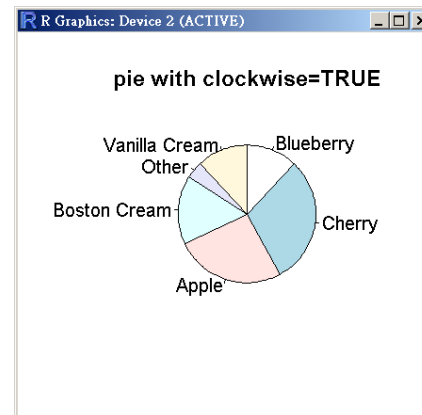 R Graphics: Device 2 (ACTIVE)
pie with clockwise=TRUE
Vanilla Cream
Blueberry
Other
Boston Cream
Cherry
Apple